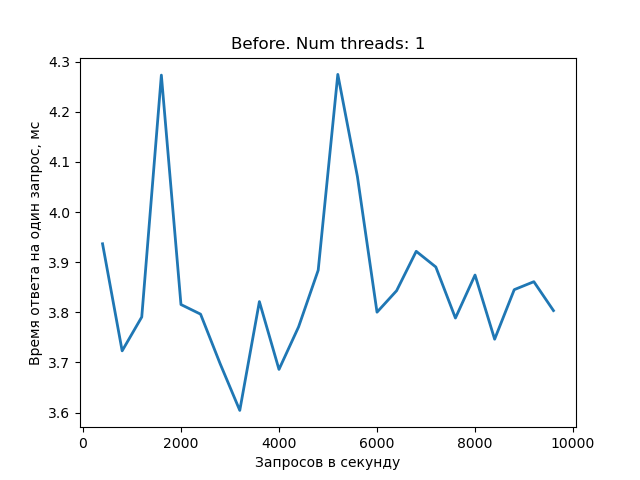 Before. Num threads: 1
4.3
4.2
4.1
4.0
3.9
3.8
3.7
3.6
Время ответа на один запрос, мс
0 2000 4000 6000 8000 10000
Запросов в секунду